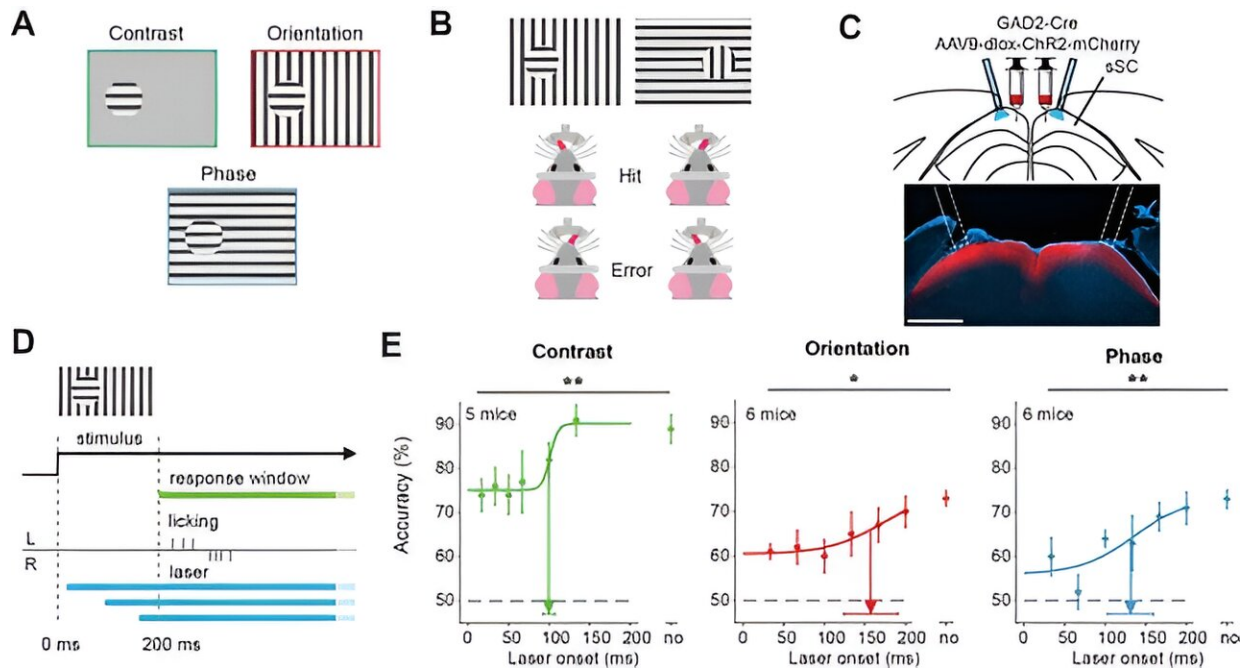 A
Contrast
Orientation
Phase
B
Hit
Error
C
GAD2-Cre
AAV9-dlox-ChR2-mCherry
sSC
D
stimulus
response window
licking
L
R
laser
0 ms
200 ms
E
Contrast
**
5 mice
Accuracy (%)
90
80
70
60
50
0
50
100
150
200
no
Laser onset (ms)
Orientation
*
6 mice
90
80
70
60
50
0
50
100
150
200
no
Laser onset (ms)
Phase
**
6 mice
90
80
70
60
50
0
50
100
150
200
no
Laser onset (ms)